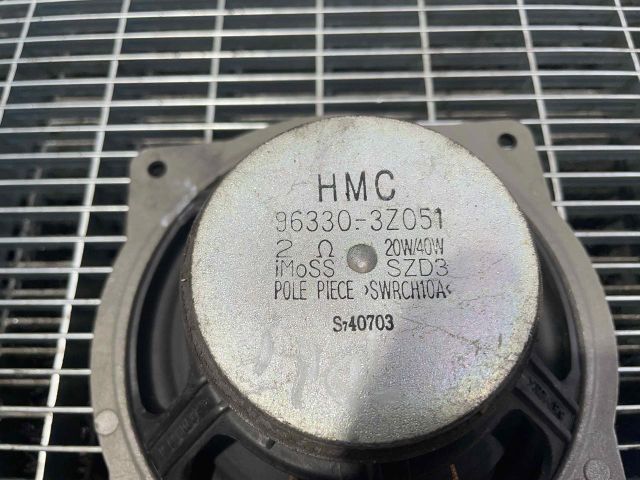 HMC
96330-3Z051
2 Ω 20W/40W
iMoSS SZD3
POLE PIECE >SWRCH10A<
S740703